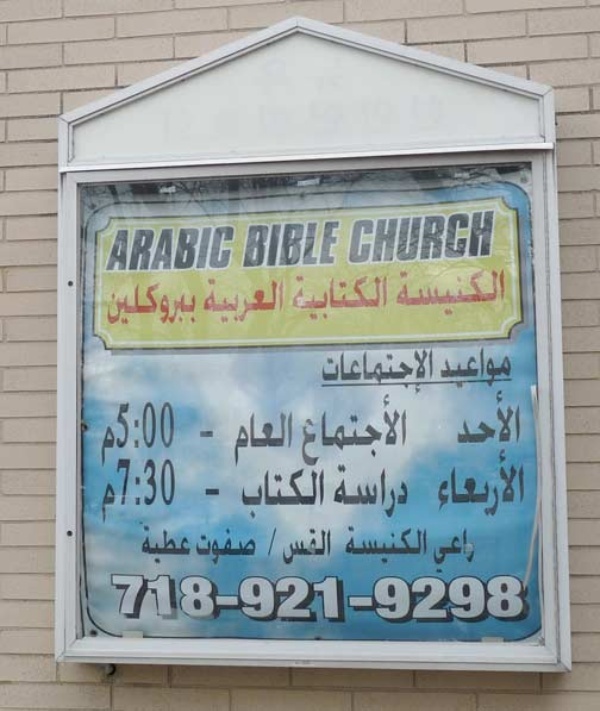 ARABIC BIBLE CHURCH
الكنيسة الكتابية العربية ببروكلين
مواعيد الإجتماعات
الأحد الأجتماع العام - 5:00م
الأربعاء دراسة الكتاب - 7:30م
راعي الكنيسة القس / صفوت عطية
718-921-9298